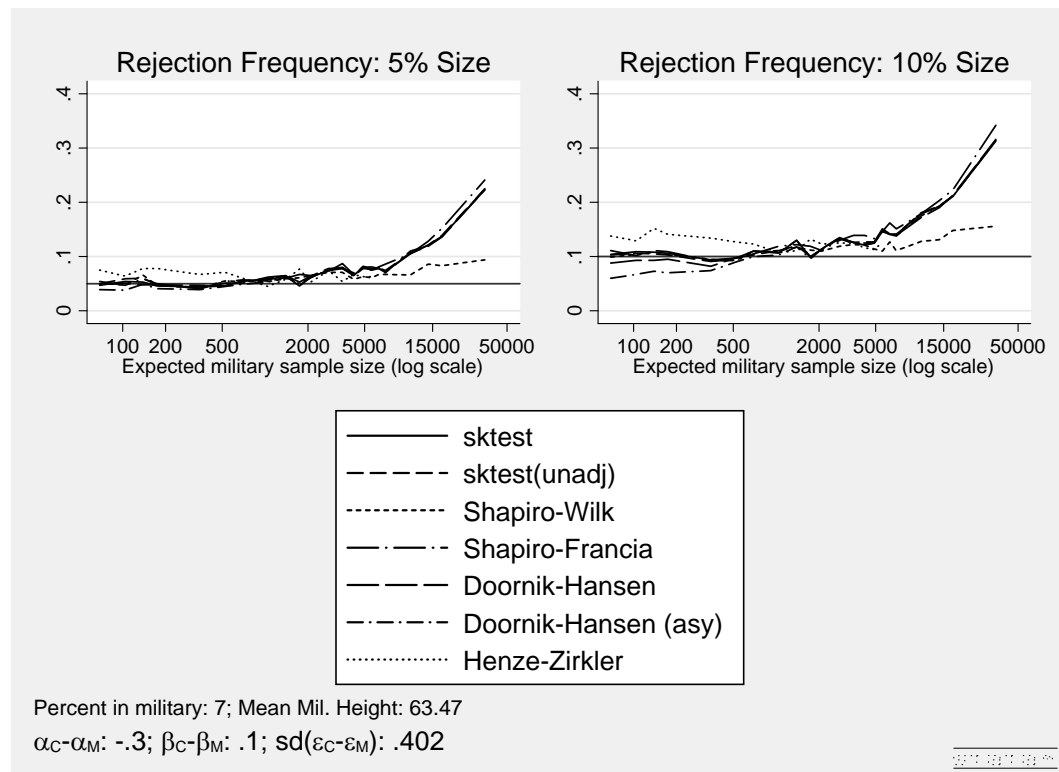 Rejection Frequency: 5% Size
.4
.3
.2
.1
0
100 200 500 2000 5000 15000 50000
Expected military sample size (log scale)
Rejection Frequency: 10% Size
.4
.3
.2
.1
0
100 200 500 2000 5000 15000 50000
Expected military sample size (log scale)
sktest
sktest(unadj)
Shapiro-Wilk
Shapiro-Francia
Doornik-Hansen
Doornik-Hansen (asy)
Henze-Zirkler
Percent in military: 7; Mean Mil. Height: 63.47
αC-αM: -.3; βC-βM: .1; sd(εC-εM): .402